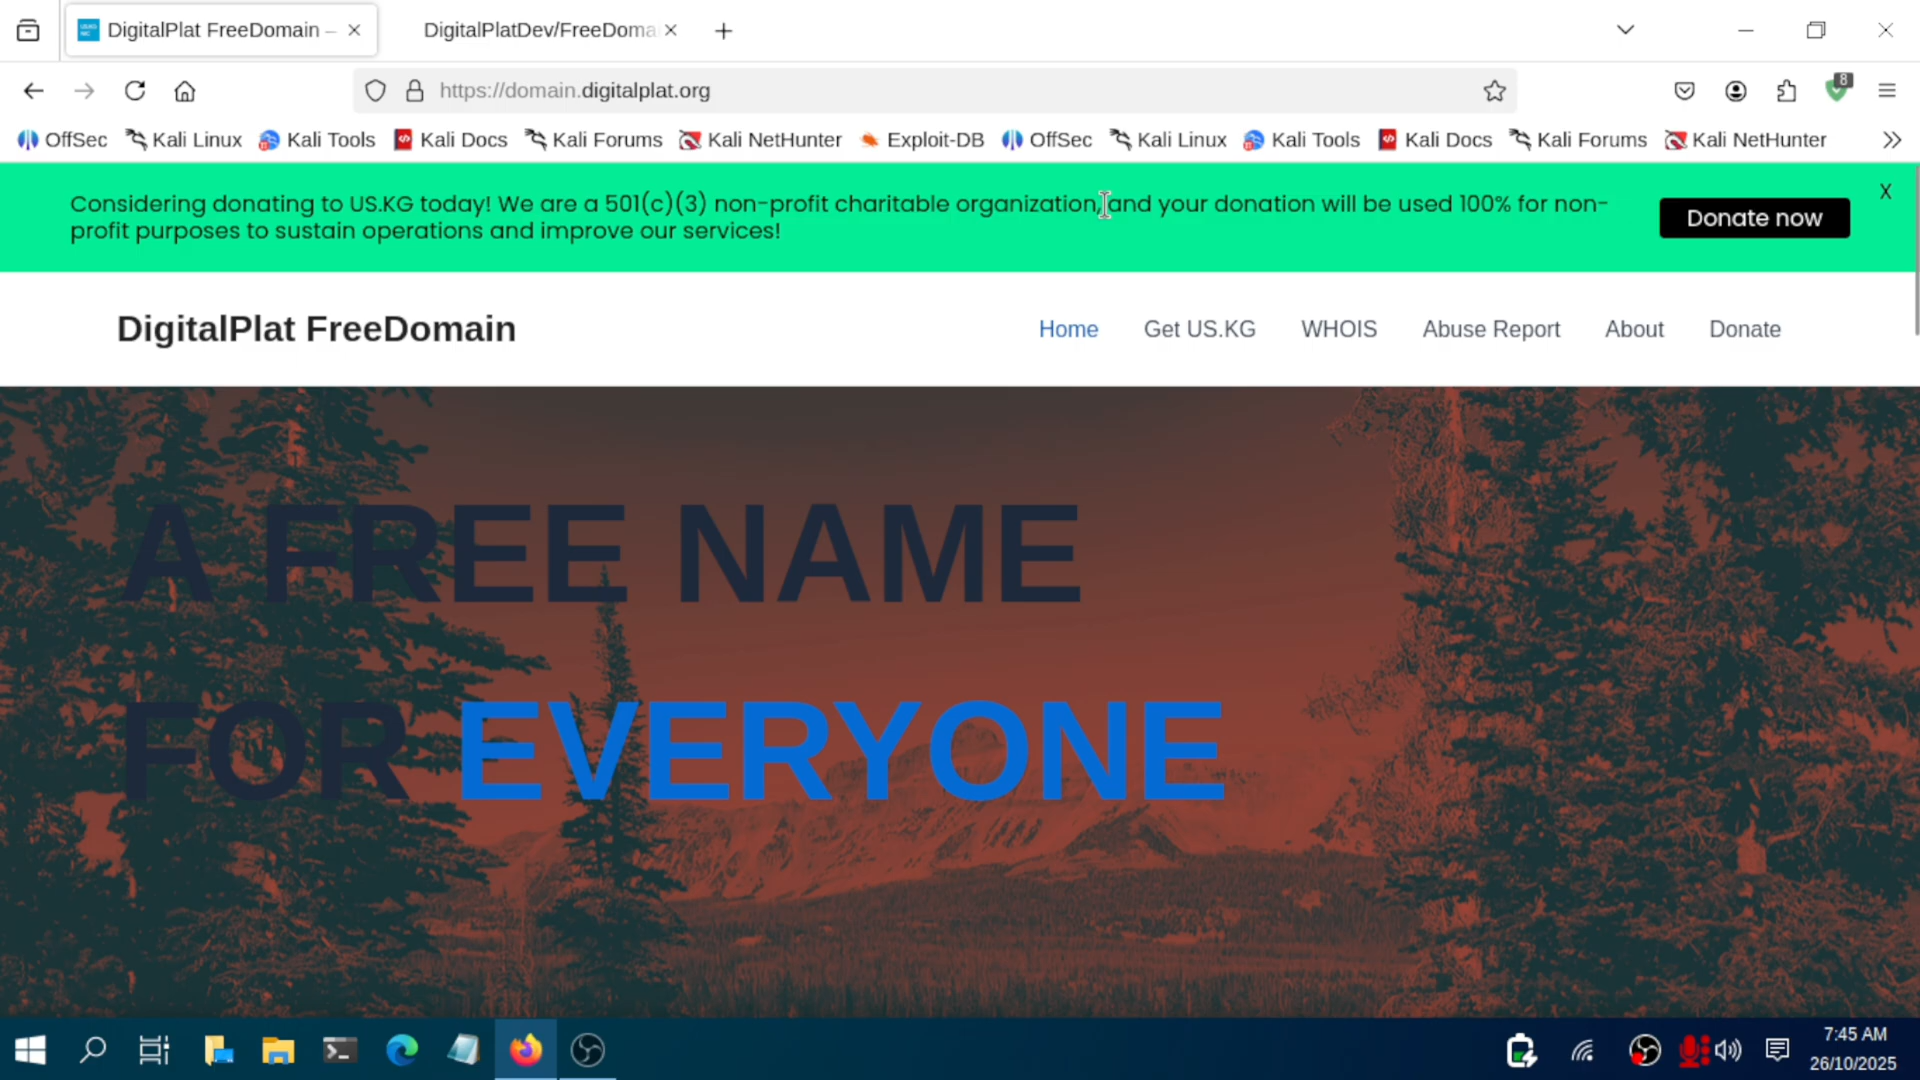 DigitalPlat FreeDomain –
DigitalPlatDev/FreeDoma
https://domain.digitalplat.org
8
OffSec Kali Linux Kali Tools Kali Docs Kali Forums Kali NetHunter Exploit-DB OffSec Kali Linux Kali Tools Kali Docs Kali Forums Kali NetHunter
Considering donating to US.KG today! We are a 501(c)(3) non-profit charitable organization, and your donation will be used 100% for non-
profit purposes to sustain operations and improve our services!
Donate now
X
DigitalPlat FreeDomain
Home Get US.KG WHOIS Abuse Report About Donate
A FREE NAME
FOR EVERYONE
7:45 AM
26/10/2025